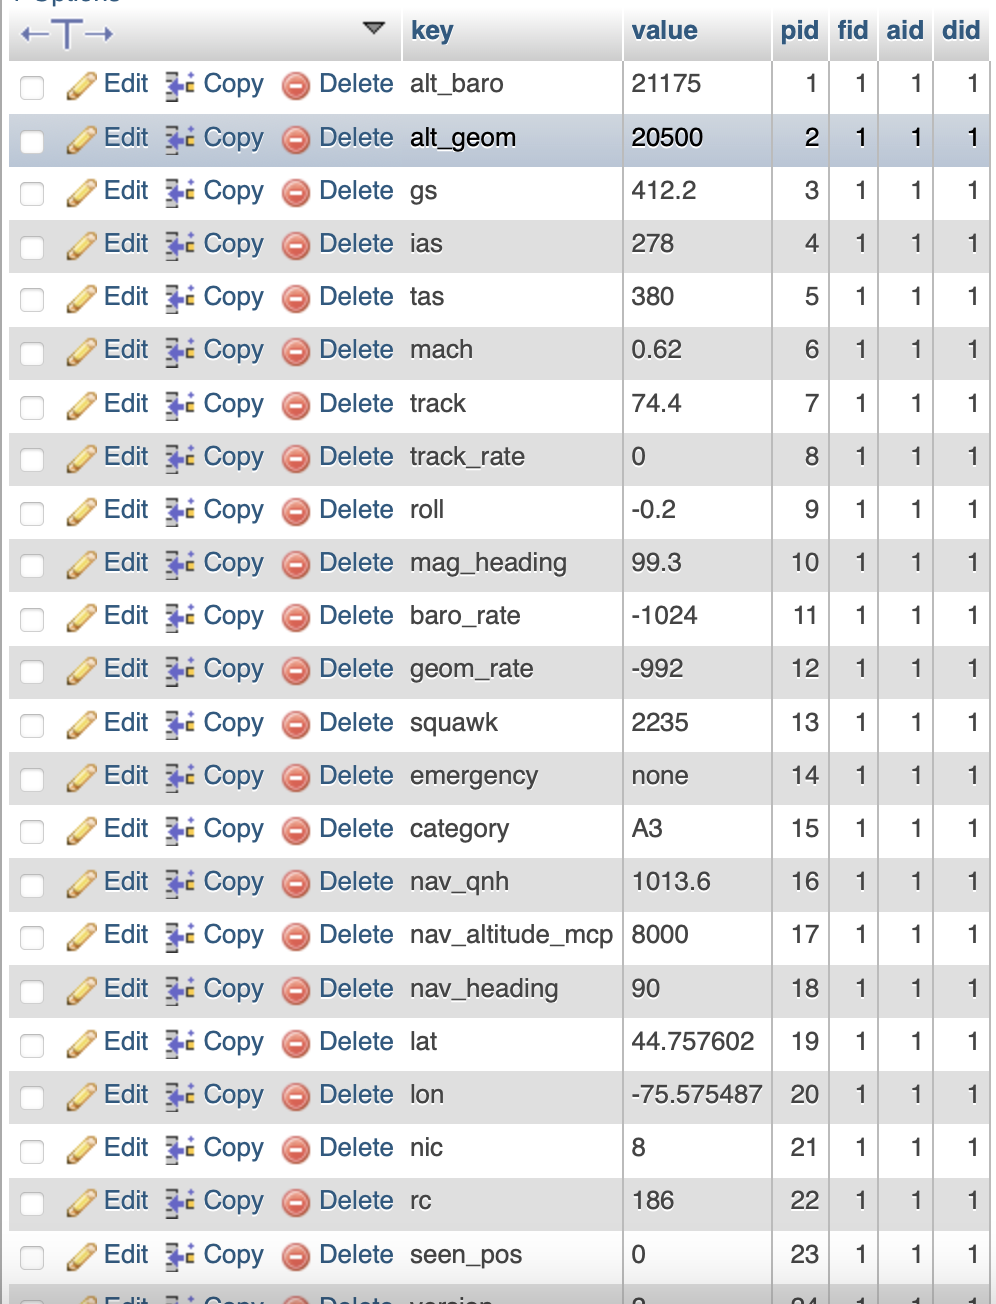 Options
key value pid fid aid did
Edit Copy Delete alt_baro 21175 1 1 1 1
Edit Copy Delete alt_geom 20500 2 1 1 1
Edit Copy Delete gs 412.2 3 1 1 1
Edit Copy Delete ias 278 4 1 1 1
Edit Copy Delete tas 380 5 1 1 1
Edit Copy Delete mach 0.62 6 1 1 1
Edit Copy Delete track 74.4 7 1 1 1
Edit Copy Delete track_rate 0 8 1 1 1
Edit Copy Delete roll -0.2 9 1 1 1
Edit Copy Delete mag_heading 99.3 10 1 1 1
Edit Copy Delete baro_rate -1024 11 1 1 1
Edit Copy Delete geom_rate -992 12 1 1 1
Edit Copy Delete squawk 2235 13 1 1 1
Edit Copy Delete emergency none 14 1 1 1
Edit Copy Delete category A3 15 1 1 1
Edit Copy Delete nav_qnh 1013.6 16 1 1 1
Edit Copy Delete nav_altitude_mcp 8000 17 1 1 1
Edit Copy Delete nav_heading 90 18 1 1 1
Edit Copy Delete lat 44.757602 19 1 1 1
Edit Copy Delete lon -75.575487 20 1 1 1
Edit Copy Delete nic 8 21 1 1 1
Edit Copy Delete rc 186 22 1 1 1
Edit Copy Delete seen_pos 0 23 1 1 1
Edit Copy Delete version 24 1 1 1